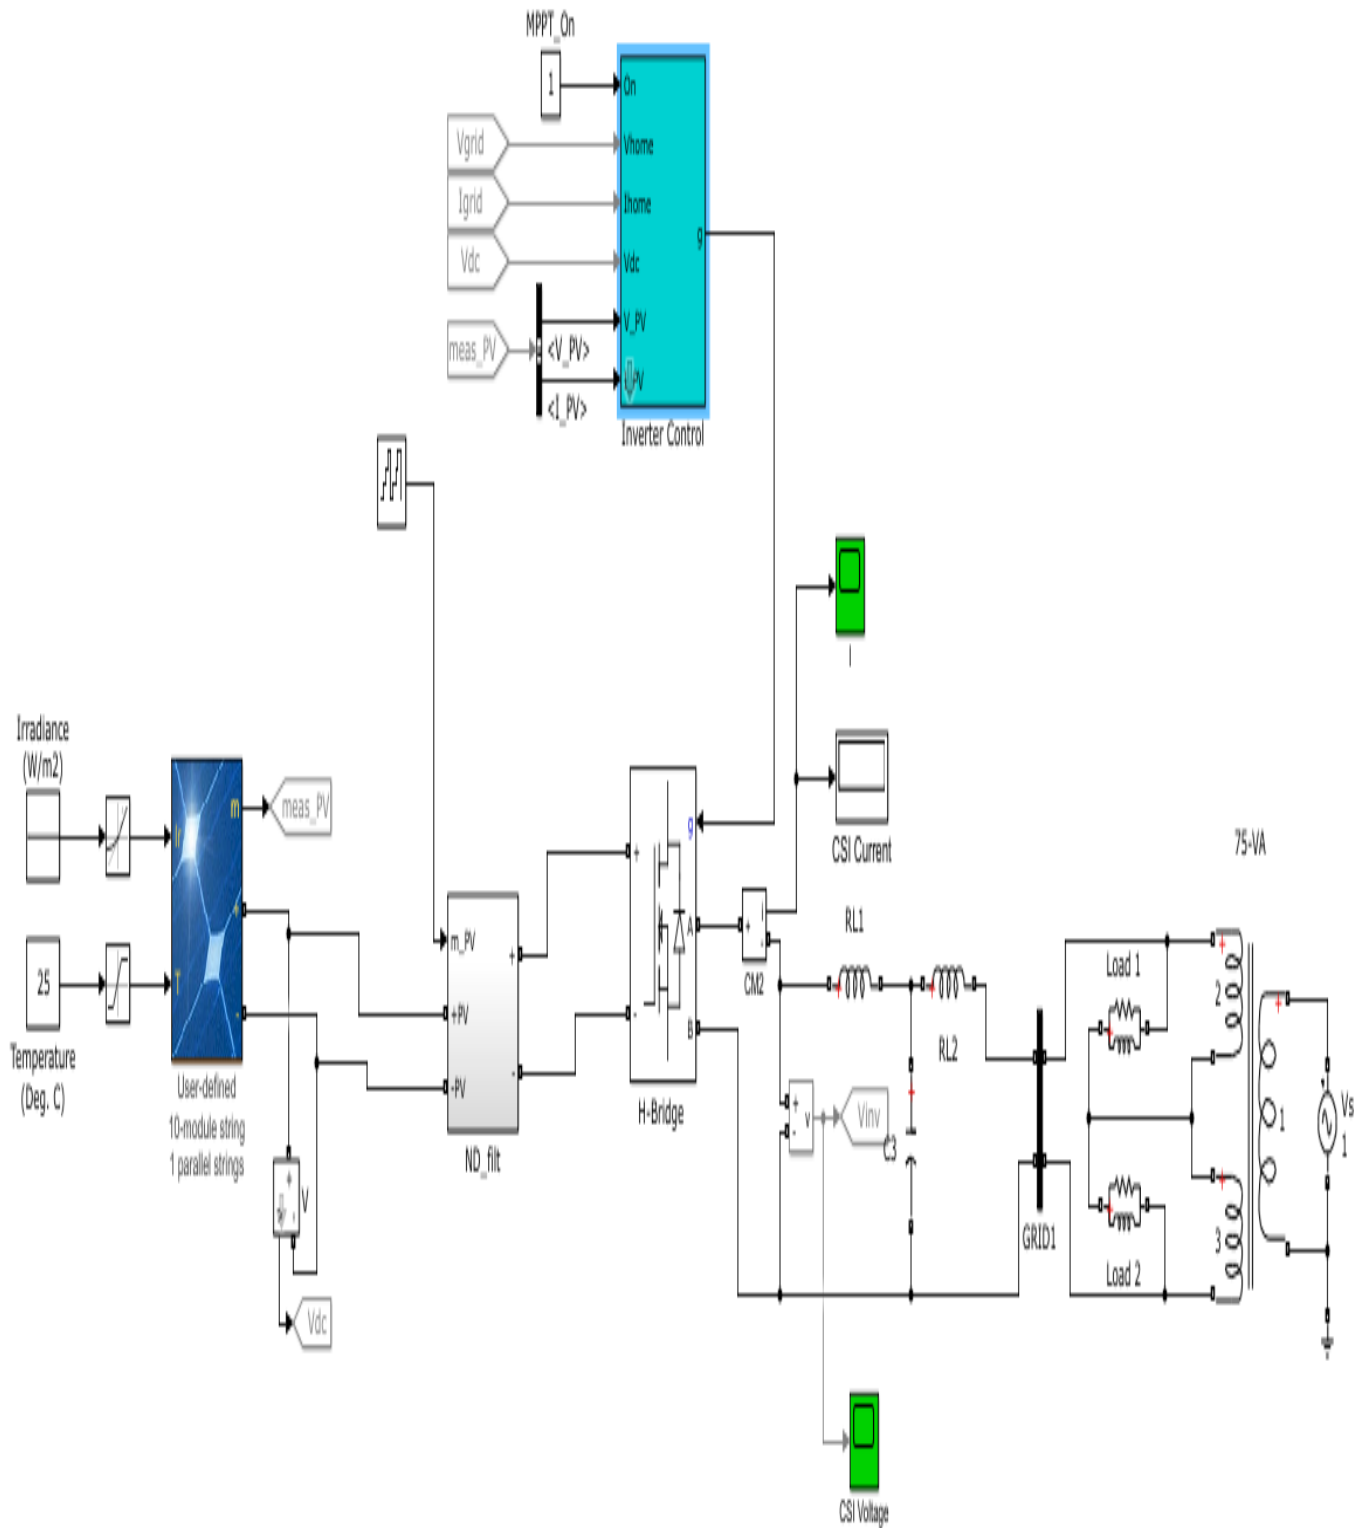 MPPT_On
1
On
Vgrid
Vhome
Igrid
Ihome
g
Vdc
Vdc
V_PV
meas_PV
<V_PV>
<I_PV>
Inverter Control
I
Irradiance
(W/m2)
Ir
m
meas_PV
CSI Current
75-VA
g
+
A
B
-
H-Bridge
25
T
+
-
Temperature
(Deg. C)
User-defined
10-module string
1 parallel strings
m_PV
+PV
-PV
+
-
ND_filt
+
i
-
CM2
RL1
RL2
+
-
v
Vinv
C3
GRID1
Load 1
Load 2
2
3
1
Vs
1
+
-
V
Vdc
CSI Voltage